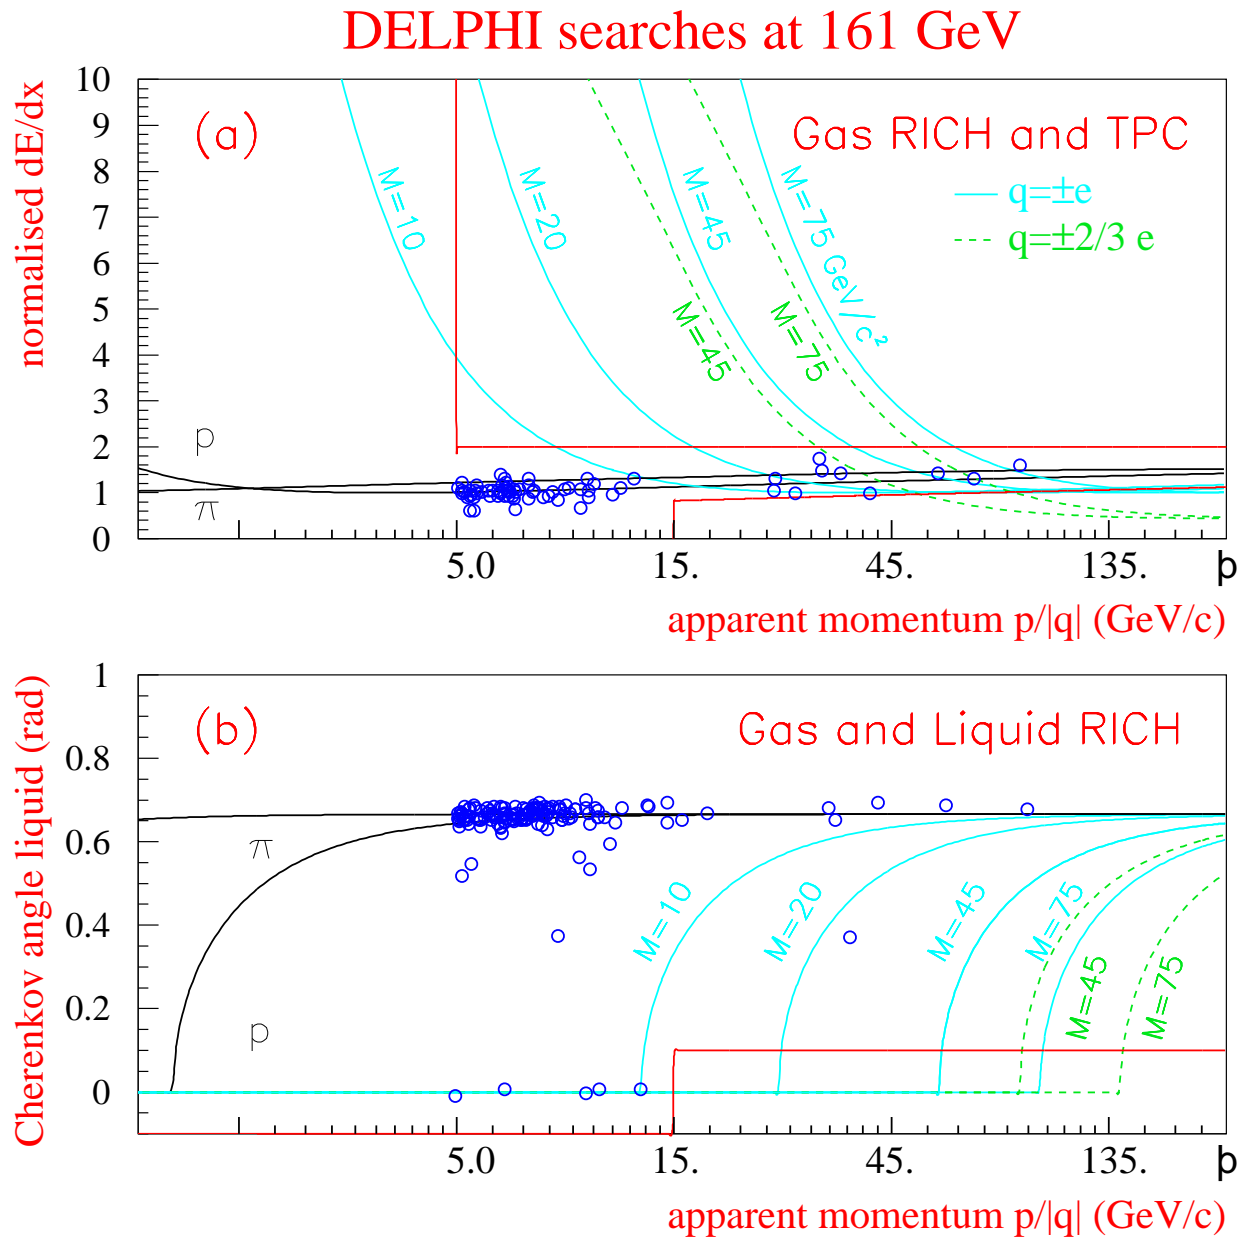 DELPHI searches at 161 GeV
normalised dE/dx
10
9
8
7
6
5
4
3
2
1
0
(a)
Gas RICH and TPC
q=±e
q=±2/3 e
M=10
M=20
M=45
M=75 GeV/c²
M=45
M=75
p
π
5.0
15.
45.
135.
p
apparent momentum p/|q| (GeV/c)
Cherenkov angle liquid (rad)
1
0.8
0.6
0.4
0.2
0
(b)
Gas and Liquid RICH
π
p
M=10
M=20
M=45
M=75
M=45
M=75
5.0
15.
45.
135.
p
apparent momentum p/|q| (GeV/c)